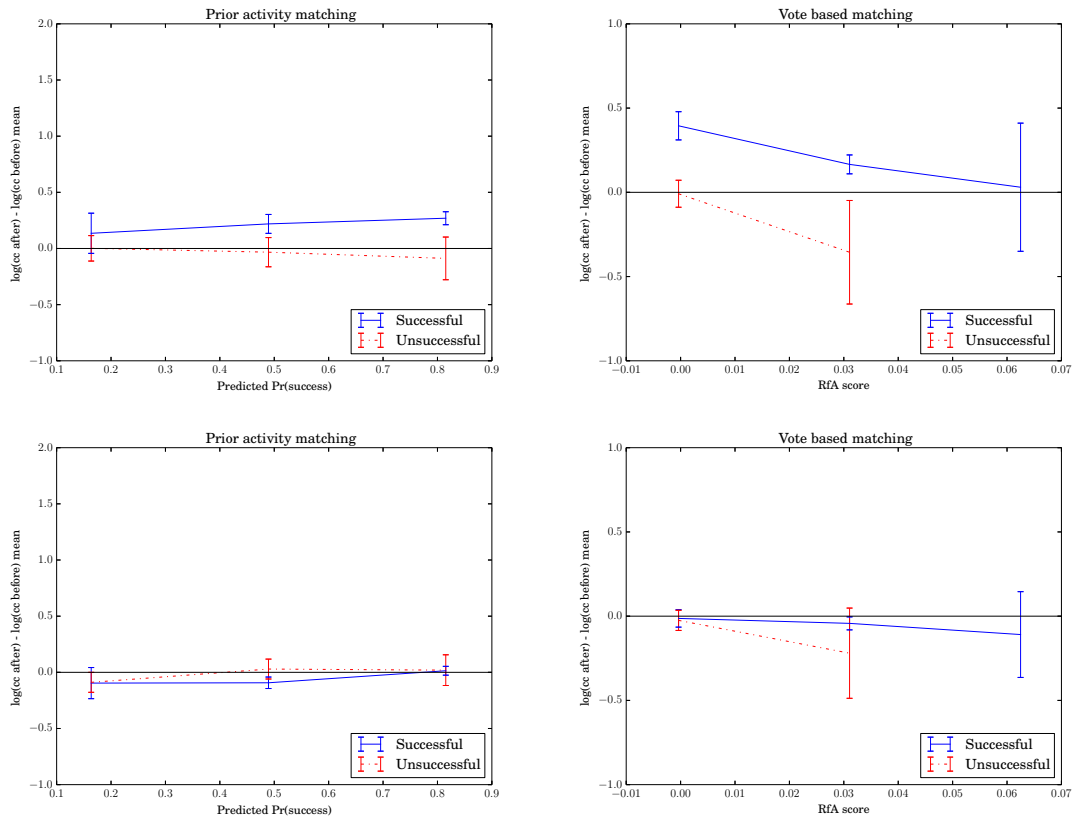 Prior activity matching
2.0
1.5
1.0
0.5
0.0
−0.5
−1.0
log(cc after) - log(cc before) mean
Successful
Unsuccessful
0.1 0.2 0.3 0.4 0.5 0.6 0.7 0.8 0.9
Predicted Pr(success)
Vote based matching
1.0
0.5
0.0
−0.5
−1.0
log(cc after) - log(cc before) mean
Successful
Unsuccessful
−0.01 0.00 0.01 0.02 0.03 0.04 0.05 0.06 0.07
RfA score
Prior activity matching
2.0
1.5
1.0
0.5
0.0
−0.5
−1.0
log(cc after) - log(cc before) mean
Successful
Unsuccessful
0.1 0.2 0.3 0.4 0.5 0.6 0.7 0.8 0.9
Predicted Pr(success)
Vote based matching
1.0
0.5
0.0
−0.5
−1.0
log(cc after) - log(cc before) mean
Successful
Unsuccessful
−0.01 0.00 0.01 0.02 0.03 0.04 0.05 0.06 0.07
RfA score